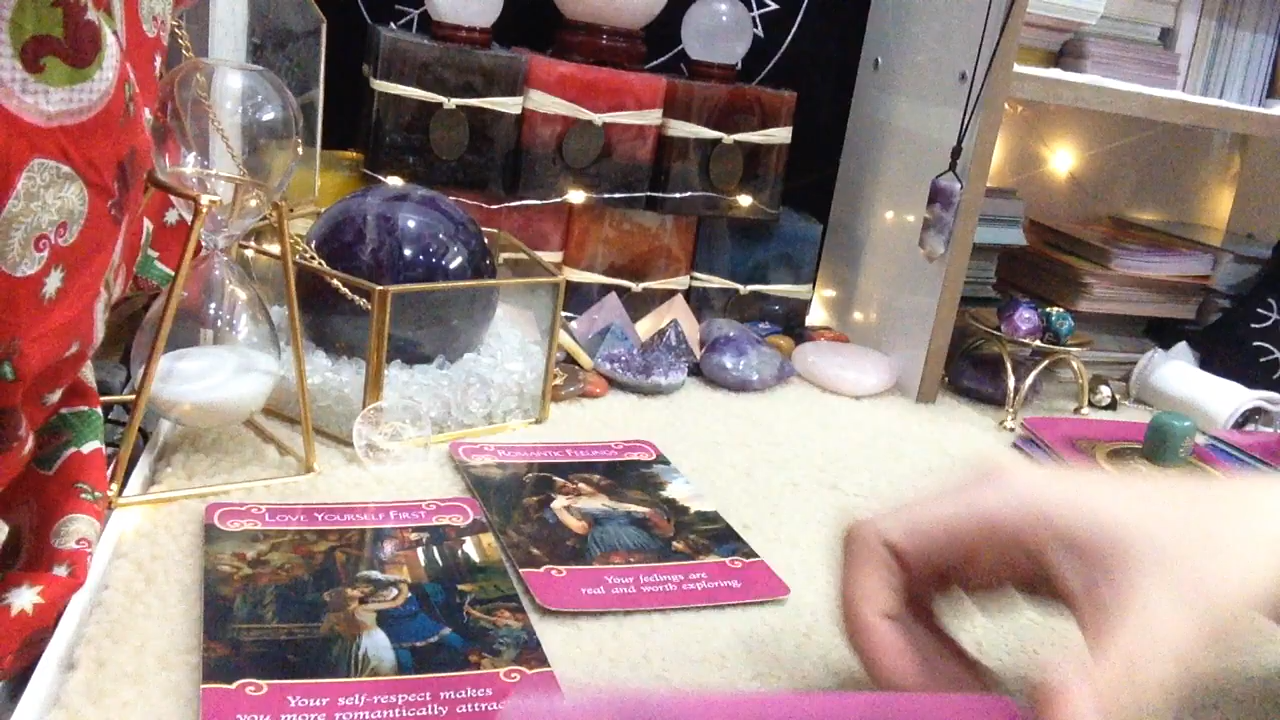 ROMANTIC FEELINGS
Your feelings are
real and worth exploring.
LOVE YOURSELF FIRST
Your self-respect makes
you more romantically